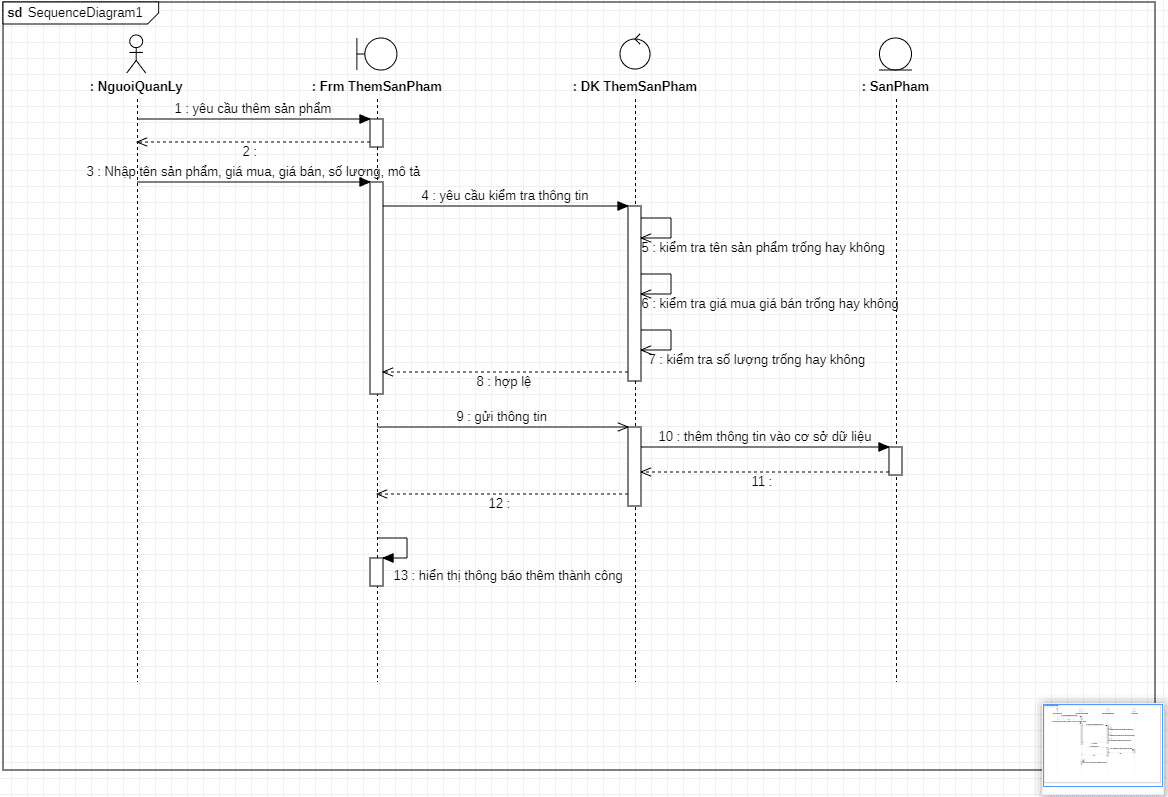 sd SequenceDiagram1
: NguoiQuanLy
: Frm ThemSanPham
: DK ThemSanPham
: SanPham
1 : yêu cầu thêm sản phẩm
2 :
3 : Nhập tên sản phẩm, giá mua, giá bán, số lượng, mô tả
4 : yêu cầu kiểm tra thông tin
5 : kiểm tra tên sản phẩm trống hay không
6 : kiểm tra giá mua giá bán trống hay không
7 : kiểm tra số lượng trống hay không
8 : hợp lệ
9 : gửi thông tin
10 : thêm thông tin vào cơ sở dữ liệu
11 :
12 :
13 : hiển thị thông báo thêm thành công